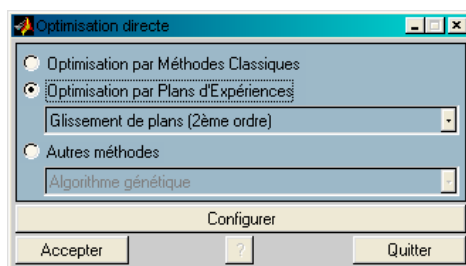 Optimisation directe
Optimisation par Méthodes Classiques
Optimisation par Plans d'Expériences
Glissement de plans (2ème ordre)
Autres méthodes
Algorithme génétique
Configurer
Accepter ? Quitter